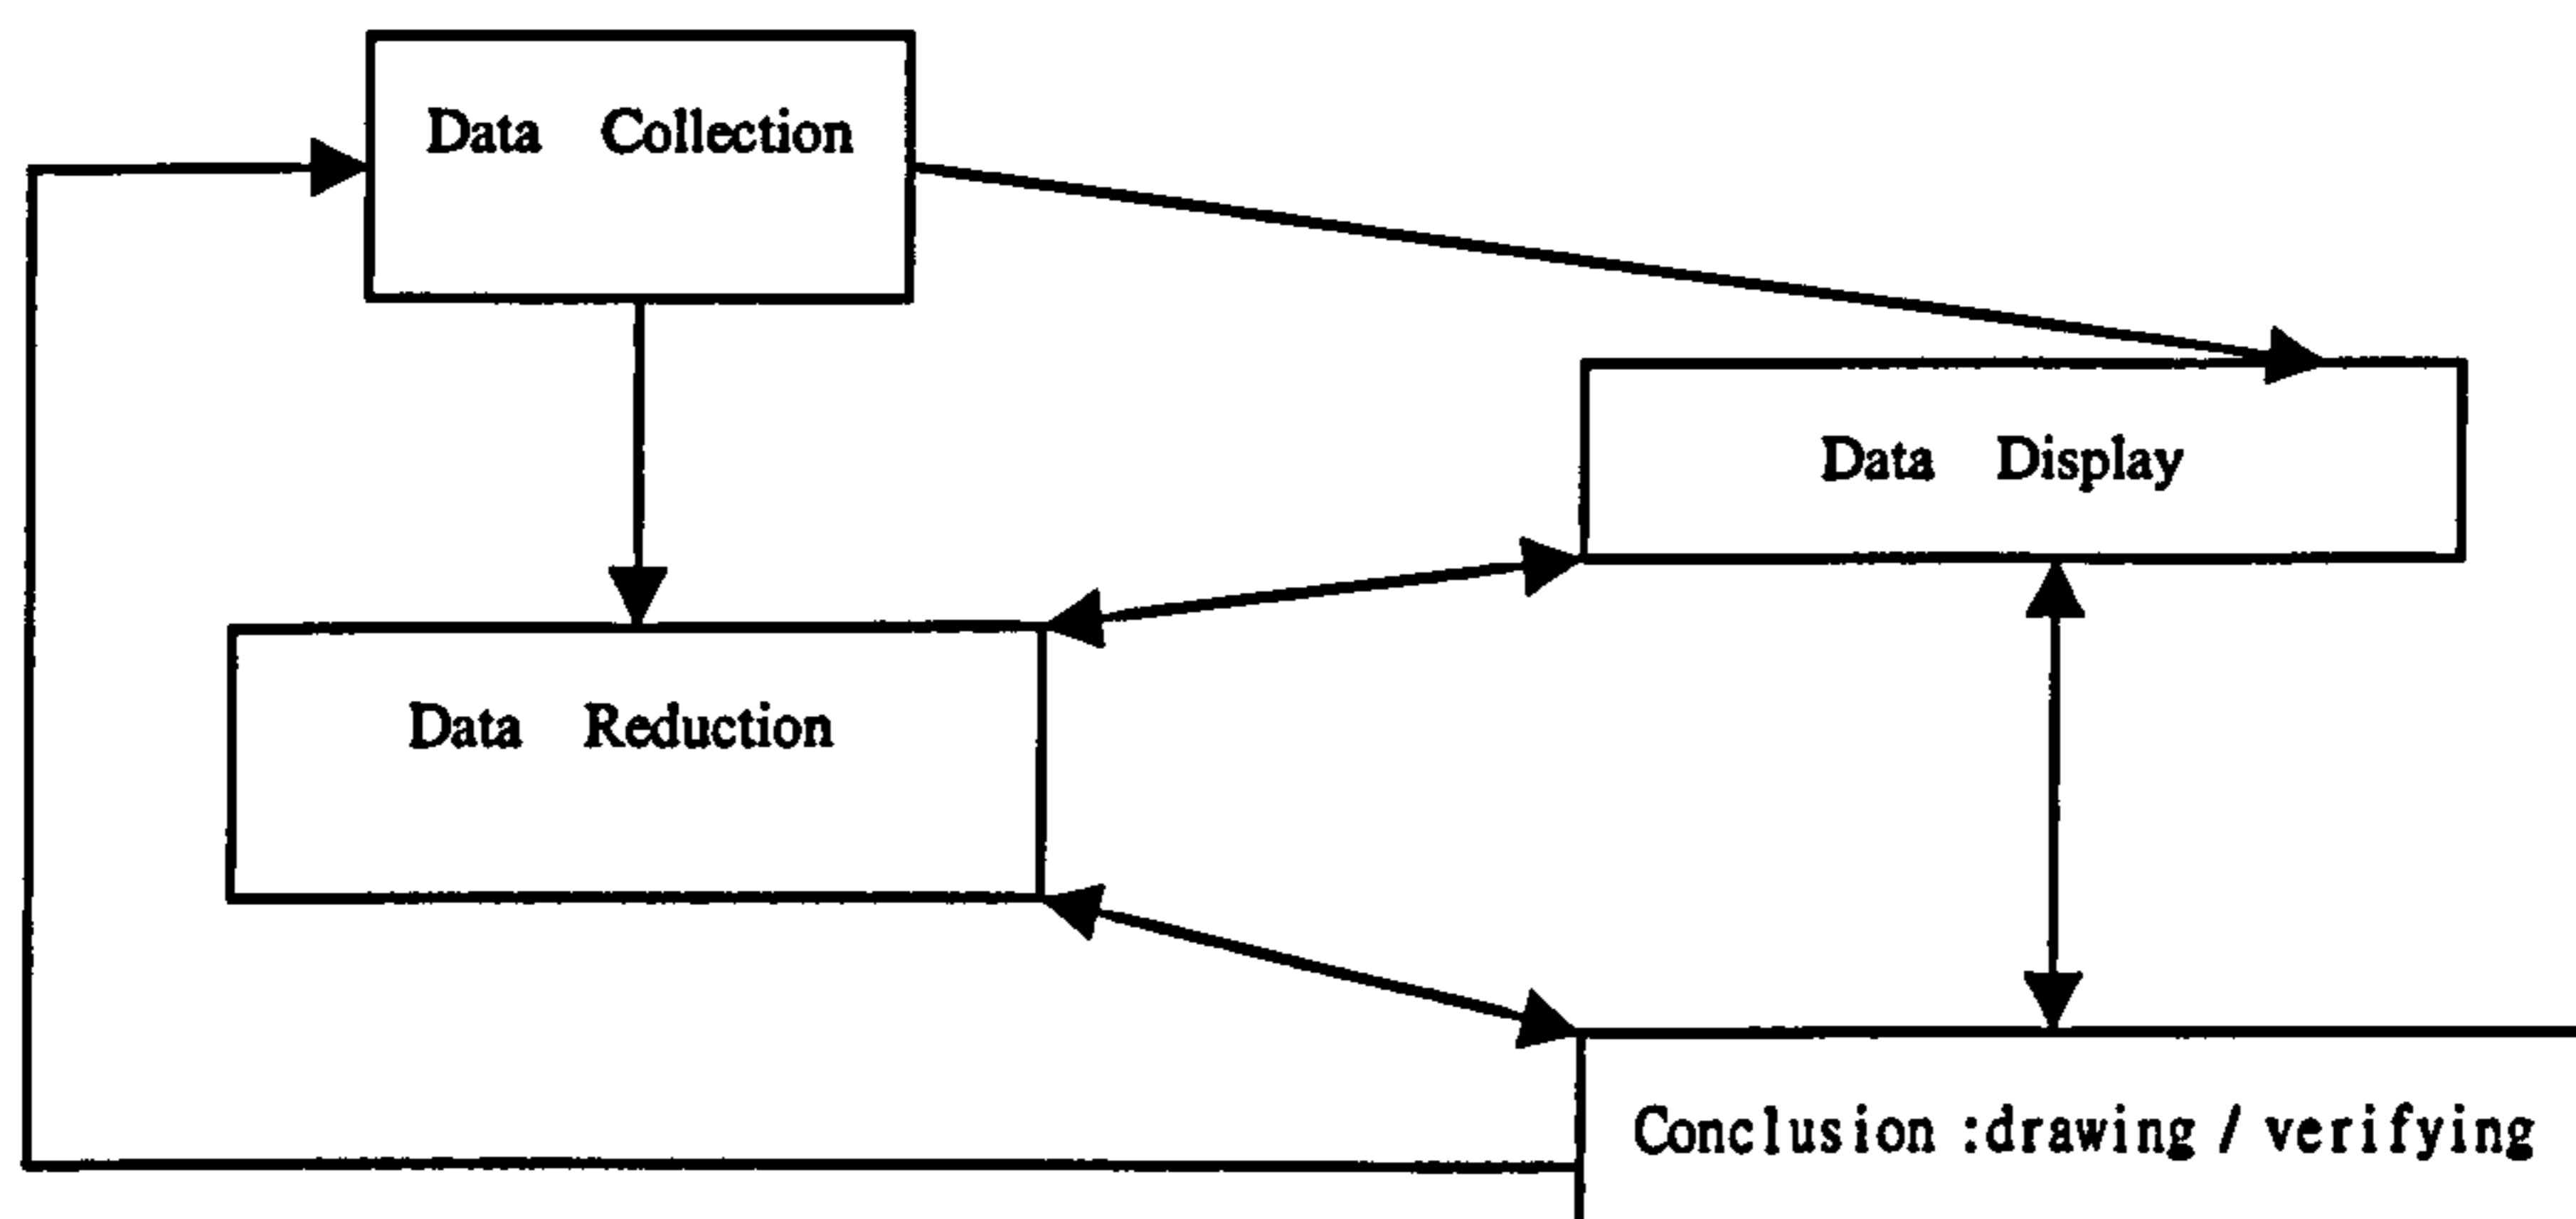 Data Collection
Data Display
Data Reduction
Conclusion :drawing / verifying